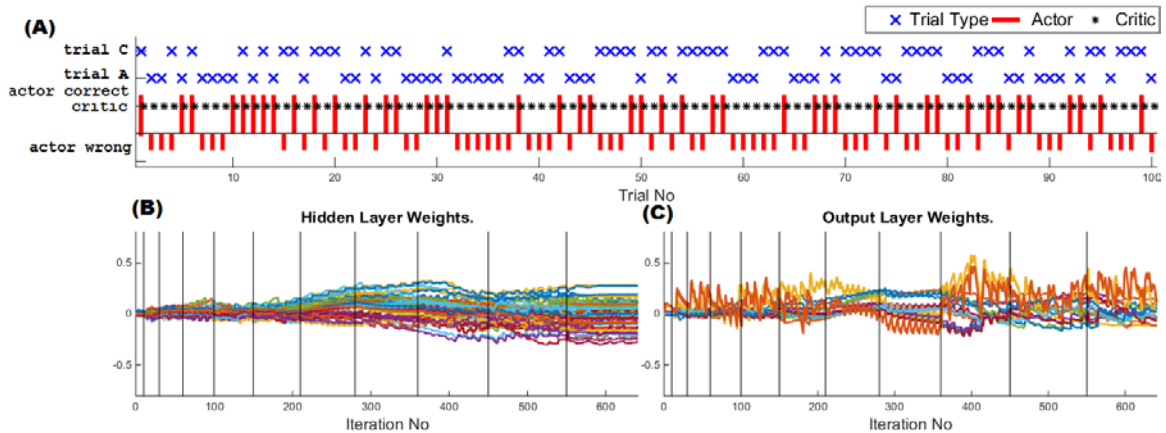 (A)
Trial Type Actor Critic
trial C
trial A
actor correct
critic
actor wrong
10 20 30 40 50 60 70 80 90 100
Trial No
(B) (C)
Hidden Layer Weights. Output Layer Weights.
0.5 0.5
0 0
-0.5 -0.5
0 100 200 300 400 500 600 0 100 200 300 400 500 600
Iteration No Iteration No